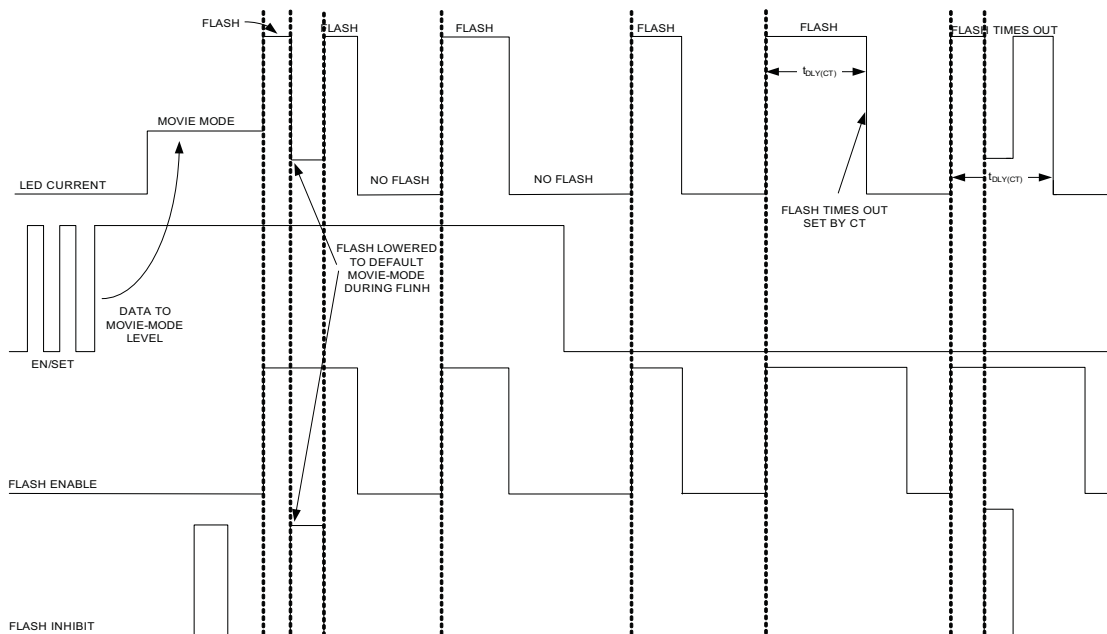 FLASH
FLASH
FLASH
FLASH
FLASH
FLASH TIMES OUT
tDLY(CT)
MOVIE MODE
NO FLASH
NO FLASH
tDLY(CT)
LED CURRENT
FLASH TIMES OUT
SET BY CT
FLASH LOWERED
TO DEFAULT
MOVIE-MODE
DURING FLINH
DATA TO
MOVIE-MODE
LEVEL
EN/SET
FLASH ENABLE
FLASH INHIBIT